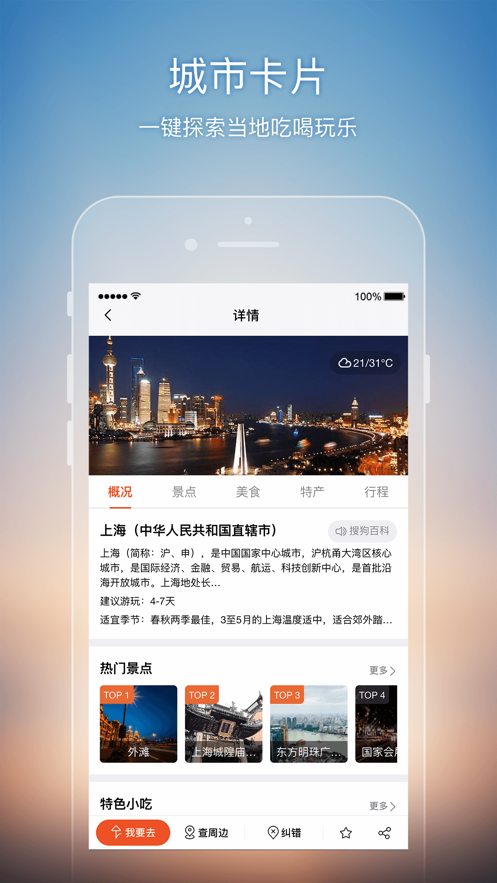 城市卡片
一键探索当地吃喝玩乐
100%
详情
21/31°C
概况 景点 美食 特产 行程
上海（中华人民共和国直辖市）
搜狗百科
上海（简称：沪、申），是中国国家中心城市，沪杭甬大湾区核心
城市，是国际经济、金融、贸易、航运、科技创新中心，是首批沿
海开放城市。上海地处长...
建议游玩：4-7天
适宜季节：春秋两季最佳，3至5月的上海温度适中，适合郊外踏...
热门景点
更多
TOP 1 TOP 2 TOP 3 TOP 4
外滩 上海城隍庙... 东方明珠广... 国家会
特色小吃
更多
我要去 查周边 纠错